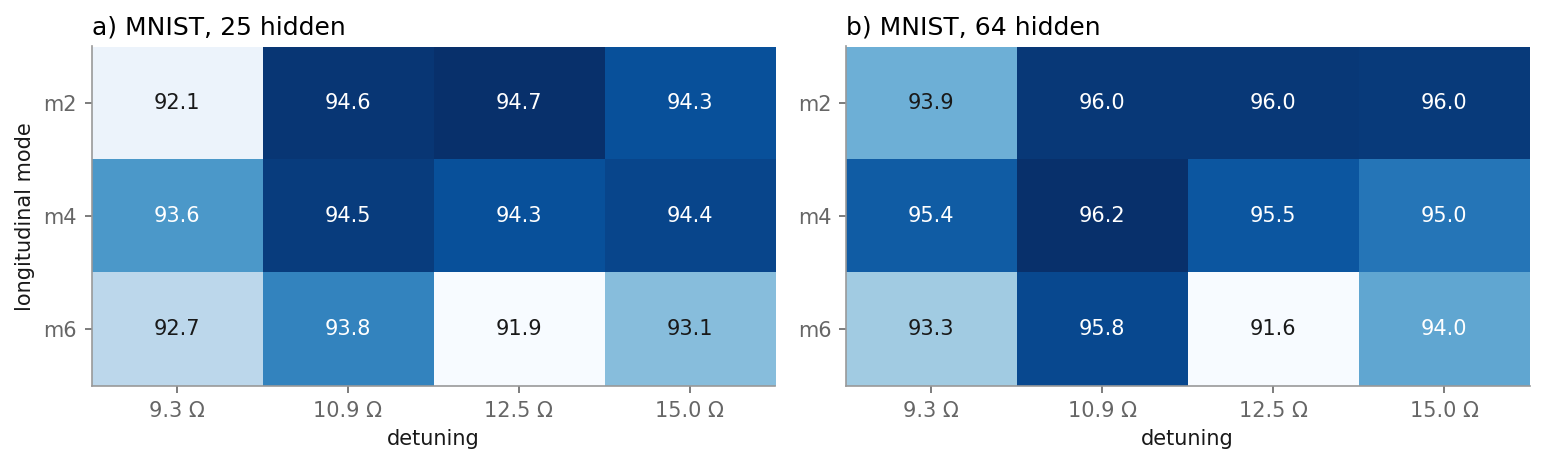 a) MNIST, 25 hidden
longitudinal mode
m2
92.1 94.6 94.7 94.3
m4
93.6 94.5 94.3 94.4
m6
92.7 93.8 91.9 93.1
9.3 Ω 10.9 Ω 12.5 Ω 15.0 Ω
detuning
b) MNIST, 64 hidden
m2
93.9 96.0 96.0 96.0
m4
95.4 96.2 95.5 95.0
m6
93.3 95.8 91.6 94.0
9.3 Ω 10.9 Ω 12.5 Ω 15.0 Ω
detuning